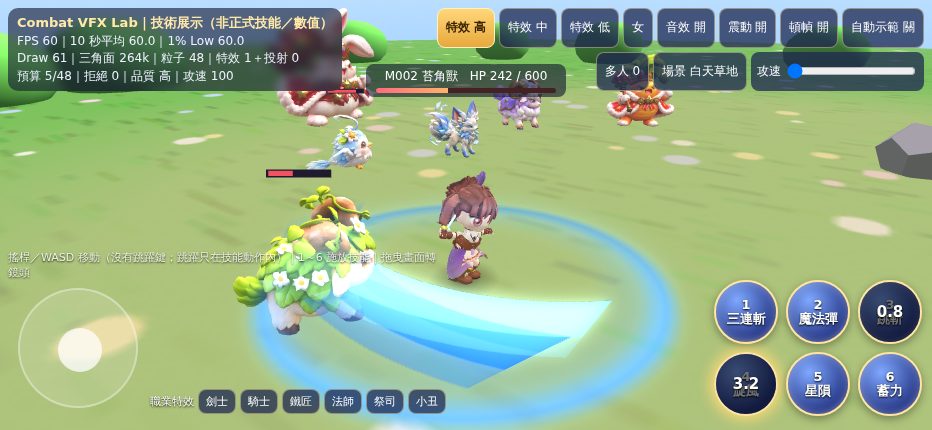 Combat VFX Lab｜技術展示（非正式技能／數值）
FPS 60｜10 秒平均 60.0｜1% Low 60.0
Draw 61｜三角面 264k｜粒子 48｜特效 1＋投射 0
預算 5/48｜拒絕 0｜品質 高｜攻速 100
特效 高
特效 中
特效 低
女
音效 開
震動 開
頓幀 開
自動示範 關
多人 0
場景 白天草地
攻速
M002 苔角獸 HP 242 / 600
搖桿／WASD 移動（沒有跳躍鍵；跳躍只在技能動作內）｜1～6 施放技能｜拖曳畫面轉
鏡頭
1
三連斬
2
魔法彈
3
0.8
跳斬
4
3.2
旋風
5
星隕
6
蓄力
職業特效
劍士
騎士
鐵匠
法師
祭司
小丑